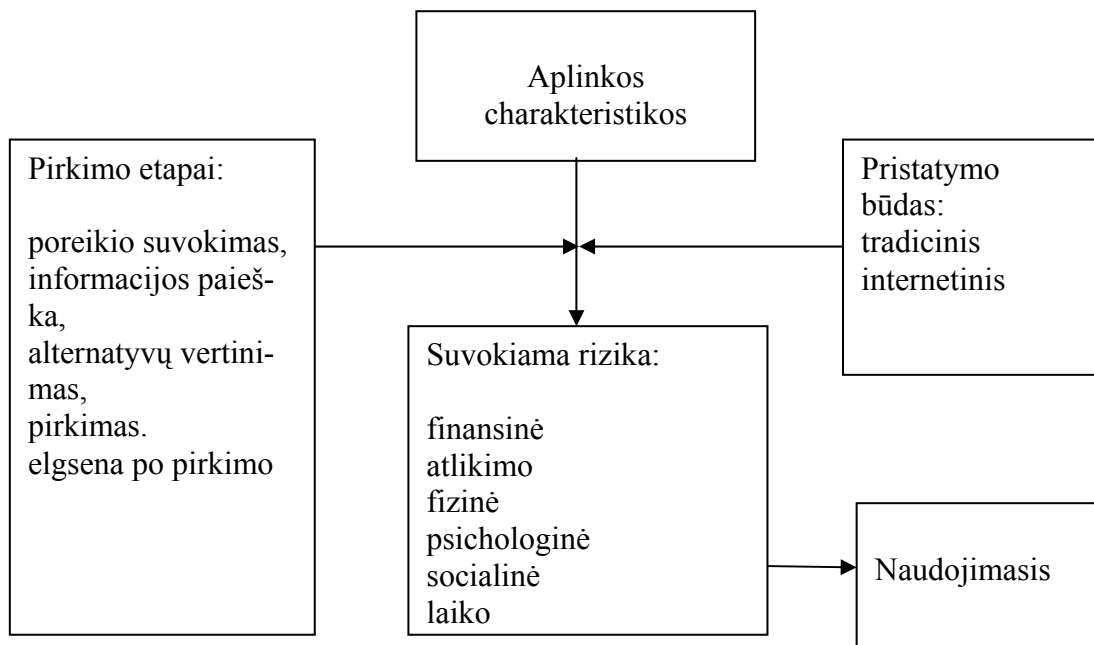 Aplinkos
charakteristikos
Pirkimo etapai:
poreikio suvokimas,
informacijos paieš-
ka,
alternatyvų vertini-
mas,
pirkimas.
elgsena po pirkimo
Pristatymo
būdas:
tradicinis
internetinis
Suvokiama rizika:
finansinė
atlikimo
fizinė
psichologinė
socialinė
laiko
Naudojimasis